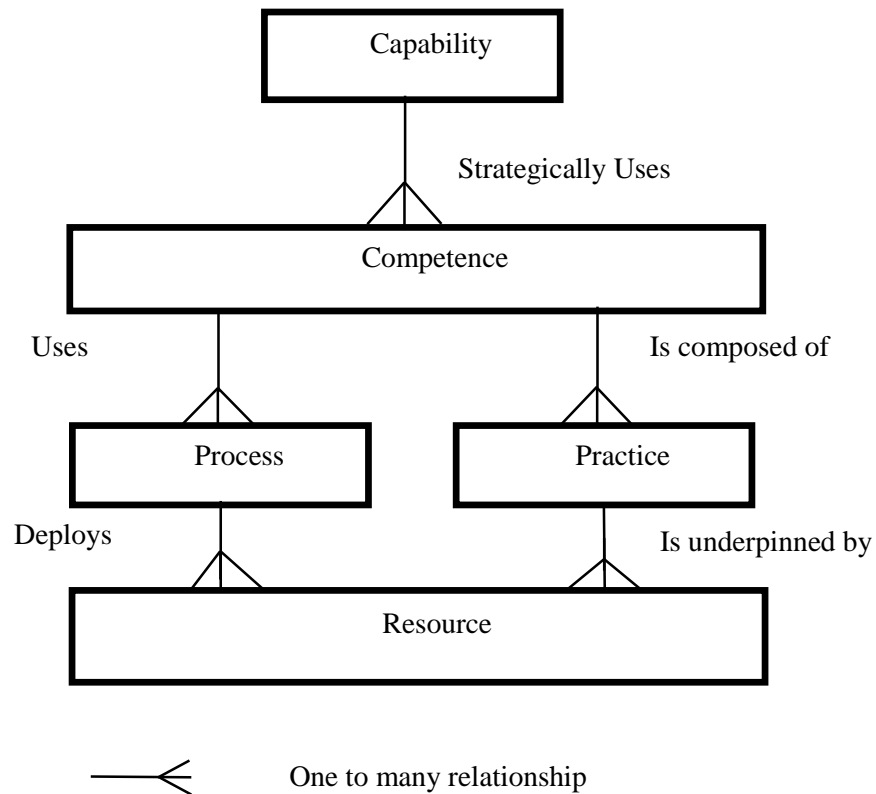 Capability
Strategically Uses
Competence
Uses
Is composed of
Process
Practice
Deploys
Is underpinned by
Resource
One to many relationship